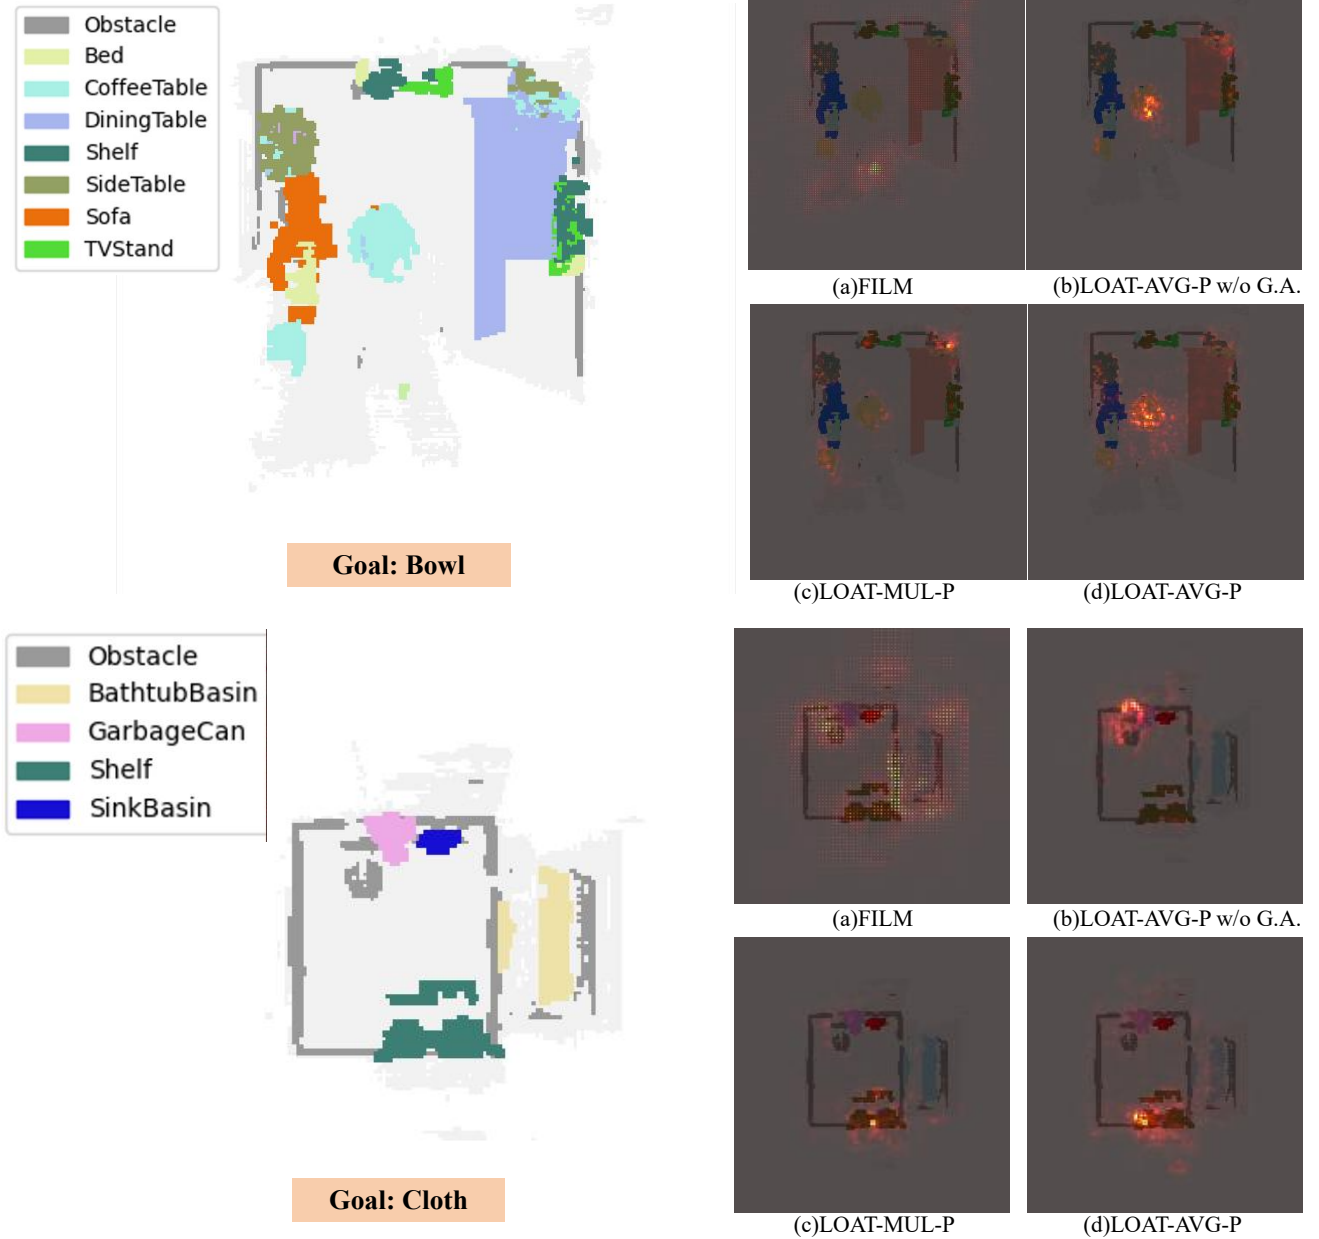 Obstacle
Bed
CoffeeTable
DiningTable
Shelf
SideTable
Sofa
TVStand
Goal: Bowl
(a)FILM
(b)LOAT-AVG-P w/o G.A.
(c)LOAT-MUL-P
(d)LOAT-AVG-P
Obstacle
BathtubBasin
GarbageCan
Shelf
SinkBasin
Goal: Cloth
(a)FILM
(b)LOAT-AVG-P w/o G.A.
(c)LOAT-MUL-P
(d)LOAT-AVG-P